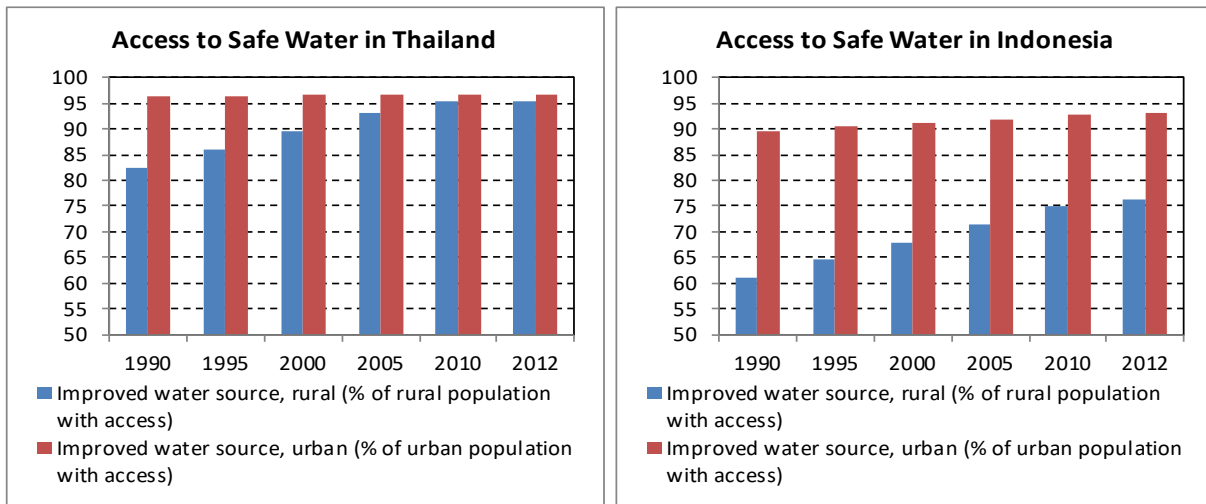 Access to Safe Water in Thailand
100
95
90
85
80
75
70
65
60
55
50
1990 1995 2000 2005 2010 2012
Improved water source, rural (% of rural population
with access)
Improved water source, urban (% of urban population
with access)
Access to Safe Water in Indonesia
100
95
90
85
80
75
70
65
60
55
50
1990 1995 2000 2005 2010 2012
Improved water source, rural (% of rural population
with access)
Improved water source, urban (% of urban population
with access)